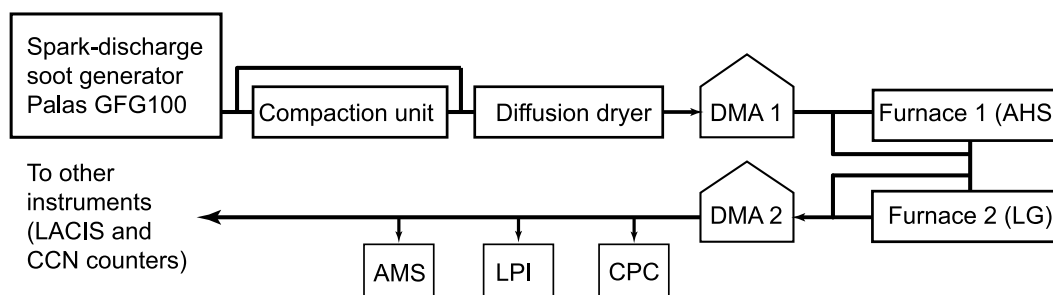 Spark-discharge
soot generator
Palas GFG100
Compaction unit
Diffusion dryer
DMA 1
Furnace 1 (AHS)
To other
instruments
(LACIS and
CCN counters)
DMA 2
Furnace 2 (LG)
AMS
LPI
CPC